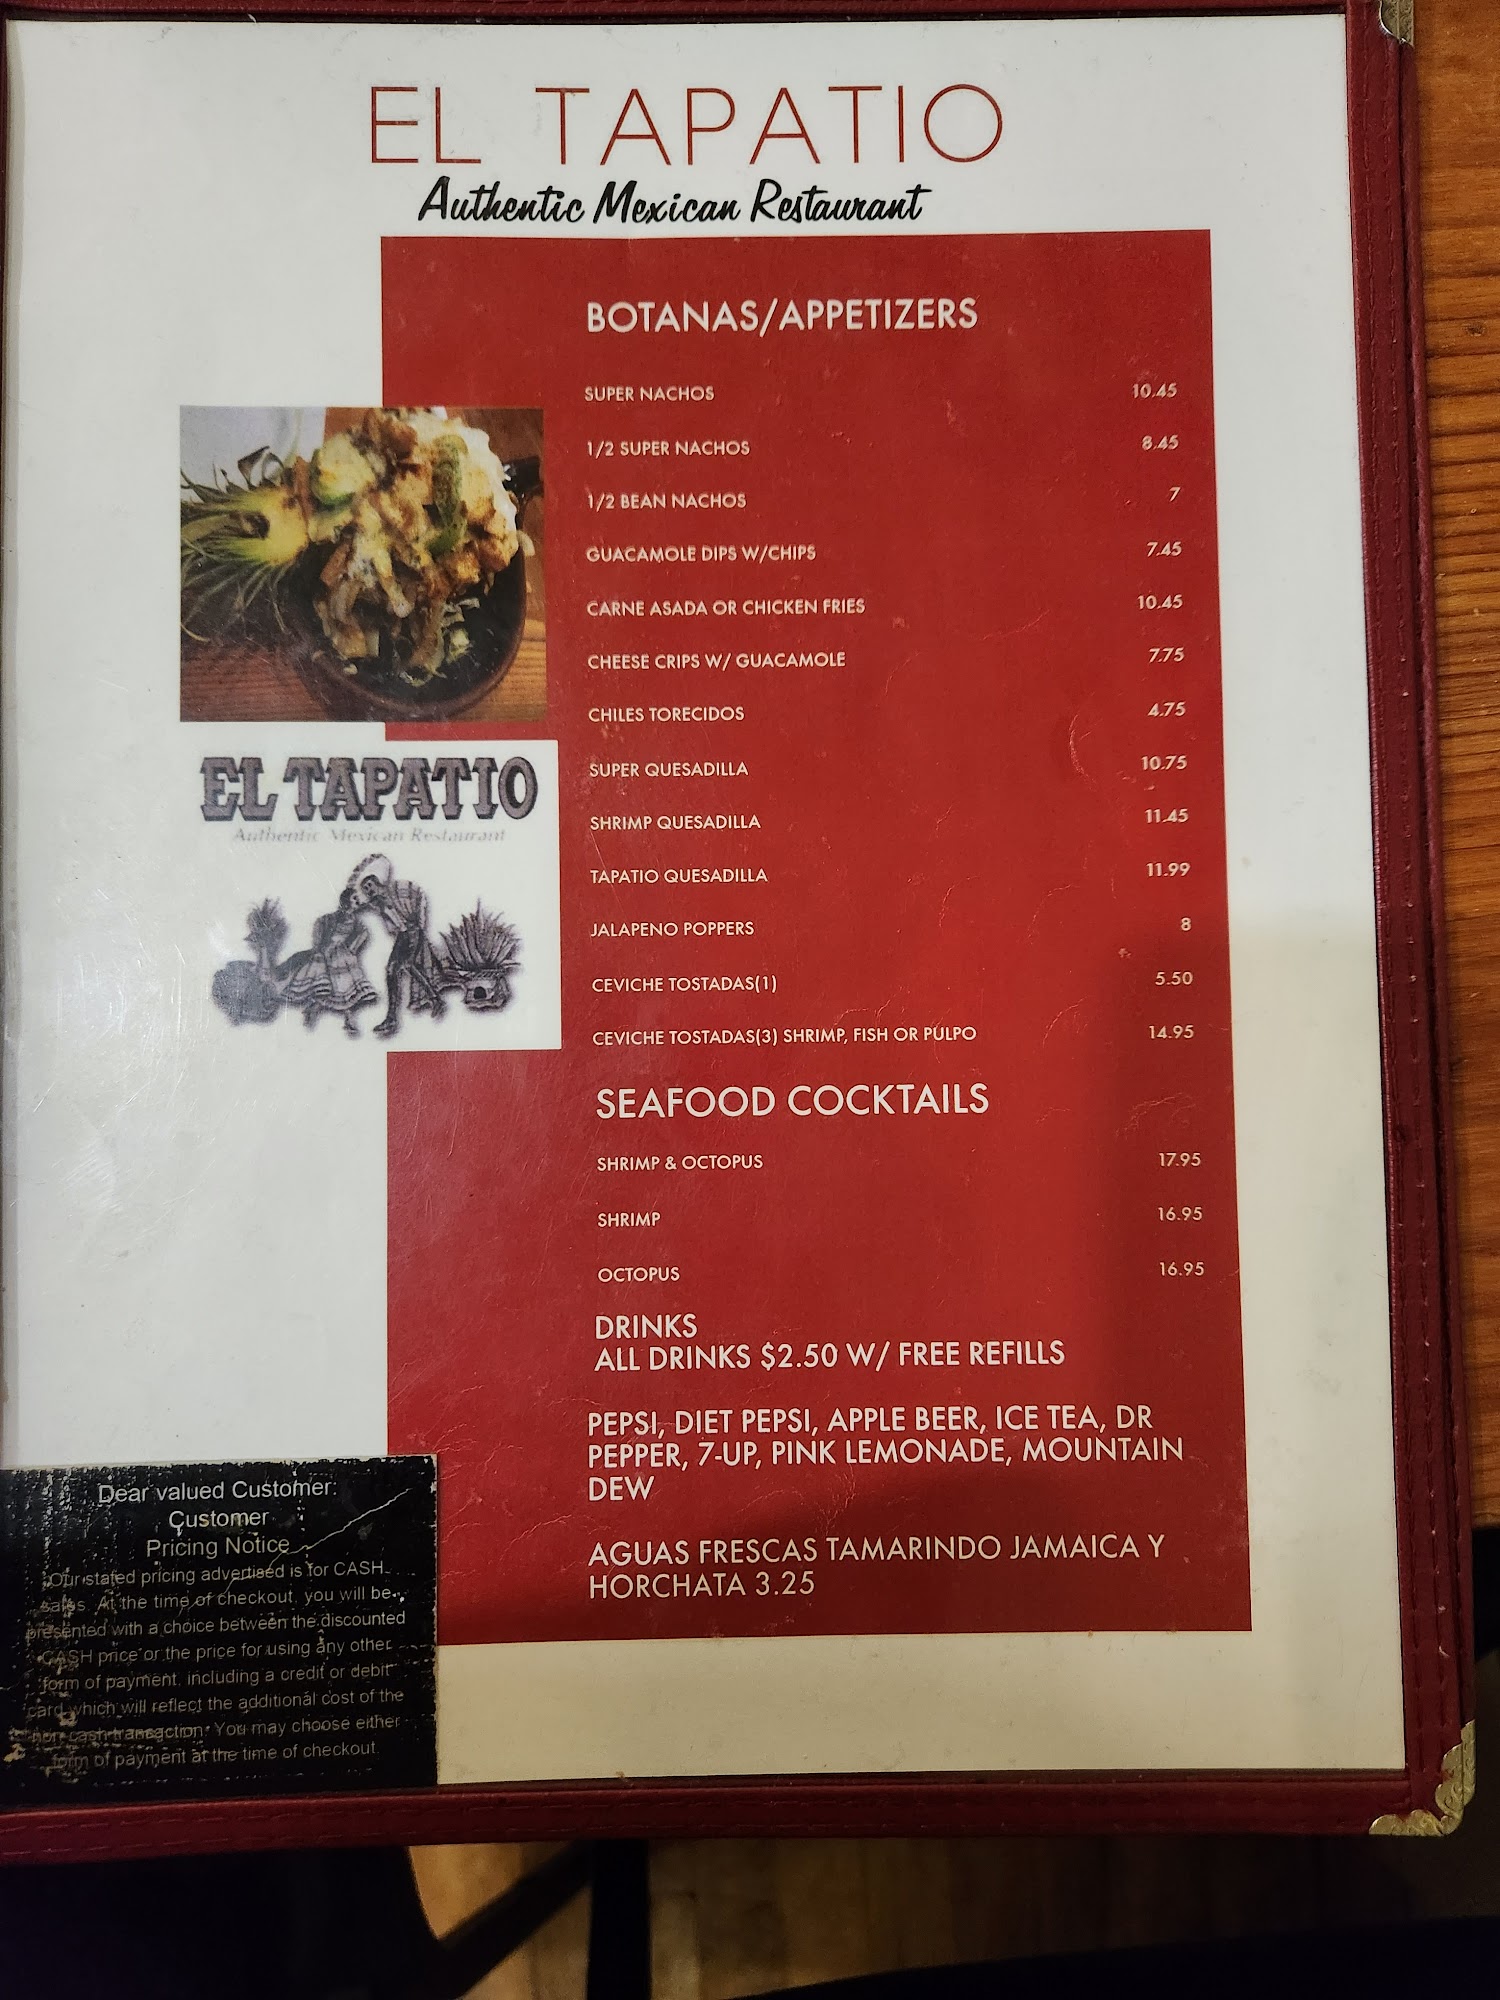 EL TAPATIO
Authentic Mexican Restaurant
BOTANAS/APPETIZERS
SUPER NACHOS 10.45
1/2 SUPER NACHOS 8.45
1/2 BEAN NACHOS 7
GUACAMOLE DIPS W/CHIPS 7.45
CARNE ASADA OR CHICKEN FRIES 10.45
CHEESE CRIPS W/ GUACAMOLE 7.75
CHILES TORECIDOS 4.75
SUPER QUESADILLA 10.75
SHRIMP QUESADILLA 11.45
TAPATIO QUESADILLA 11.99
JALAPENO POPPERS 8
CEVICHE TOSTADAS(1) 5.50
CEVICHE TOSTADAS(3) SHRIMP, FISH OR PULPO 14.95
SEAFOOD COCKTAILS
SHRIMP & OCTOPUS 17.95
SHRIMP 16.95
OCTOPUS 16.95
DRINKS
ALL DRINKS $2.50 W/ FREE REFILLS
PEPSI, DIET PEPSI, APPLE BEER, ICE TEA, DR
PEPPER, 7-UP, PINK LEMONADE, MOUNTAIN
DEW
AGUAS FRESCAS TAMARINDO JAMAICA Y
HORCHATA 3.25
EL TAPATIO
Authentic Mexican Restaurant
Dear valued Customer:
Customer
Pricing Notice
Our stated pricing advertised is for CASH
sales. At the time of checkout, you will be
presented with a choice between the discounted
CASH price or the price for using any other
form of payment, including a credit or debit
card which will reflect the additional cost of the
non-cash transaction. You may choose either
form of payment at the time of checkout.